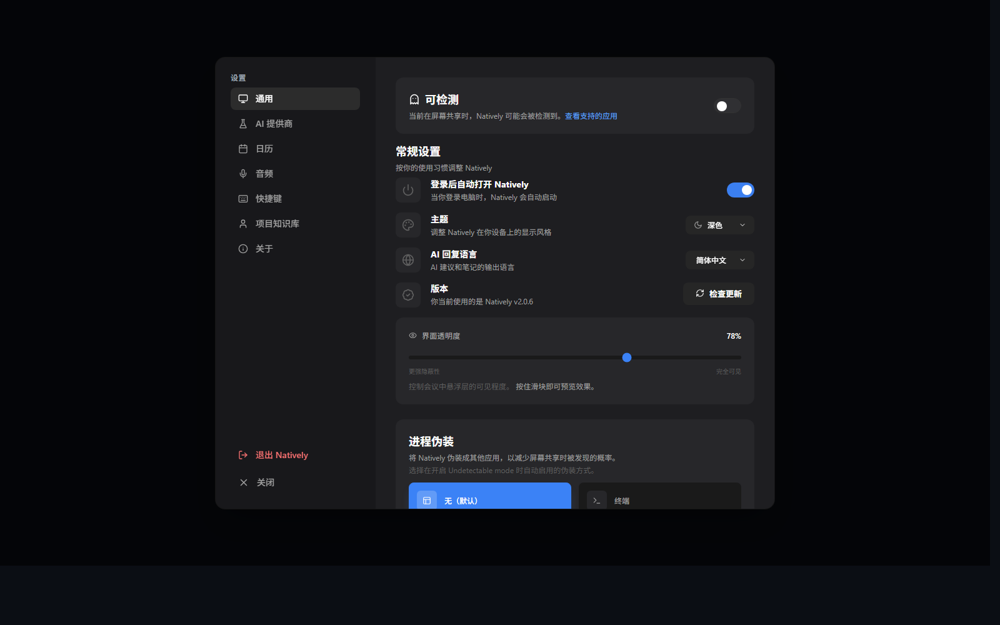 设置
通用
AI 提供商
日历
音频
快捷键
项目知识库
关于
退出 Natively
关闭
可检测
当前在屏幕共享时，Natively 可能会被检测到。查看支持的应用
常规设置
按你的使用习惯调整 Natively
登录后自动打开 Natively
当你登录电脑时，Natively 会自动启动
主题
调整 Natively 在你设备上的显示风格
深色
AI 回复语言
AI 建议和笔记的输出语言
简体中文
版本
你当前使用的是 Natively v2.0.6
检查更新
界面透明度
78%
更强隐蔽性
完全可见
控制会议中悬浮层的可见程度。 按住滑块即可预览效果。
进程伪装
将 Natively 伪装成其他应用，以减少屏幕共享时被发现的概率。
选择在开启 Undetectable mode 时自动启用的伪装方式。
无（默认）
终端